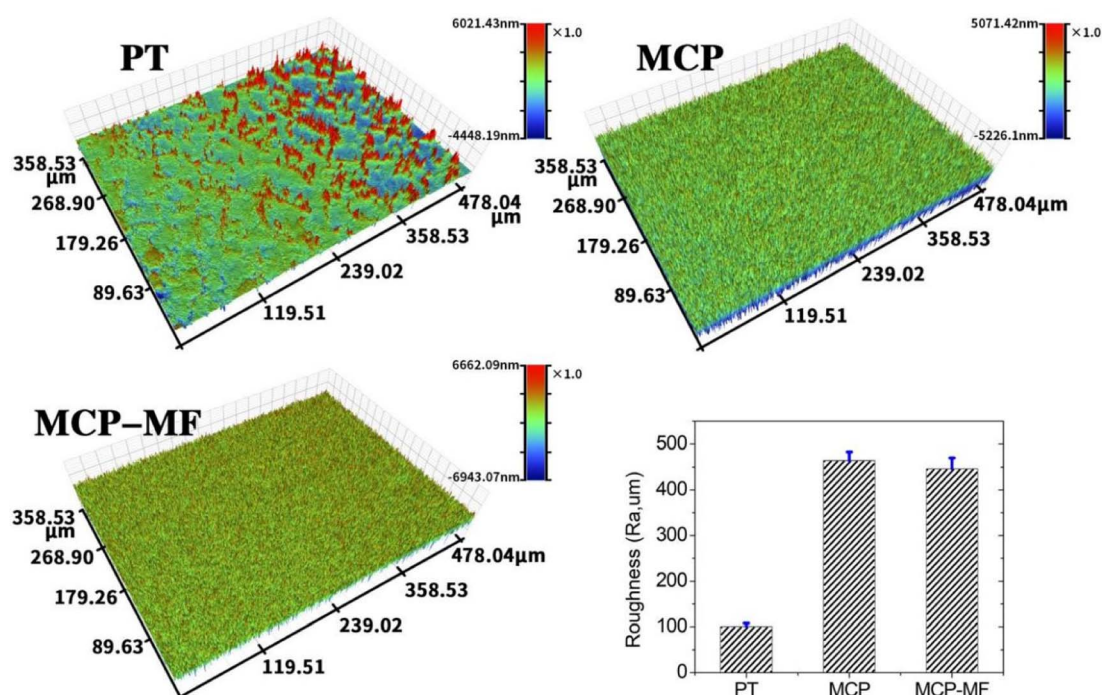 PT
6021.43nm
×1.0
-4448.19nm
358.53
μm
268.90
179.26
89.63
119.51
239.02
358.53
478.04
μm
MCP
5071.42nm
×1.0
-5226.1nm
358.53
μm
268.90
179.26
89.63
119.51
239.02
358.53
478.04μm
MCP–MF
6662.09nm
×1.0
-6943.07nm
358.53
μm
268.90
179.26
89.63
119.51
239.02
358.53
478.04μm
Roughness (Ra,um)
500
400
300
200
100
0
PT
MCP
MCP-MF